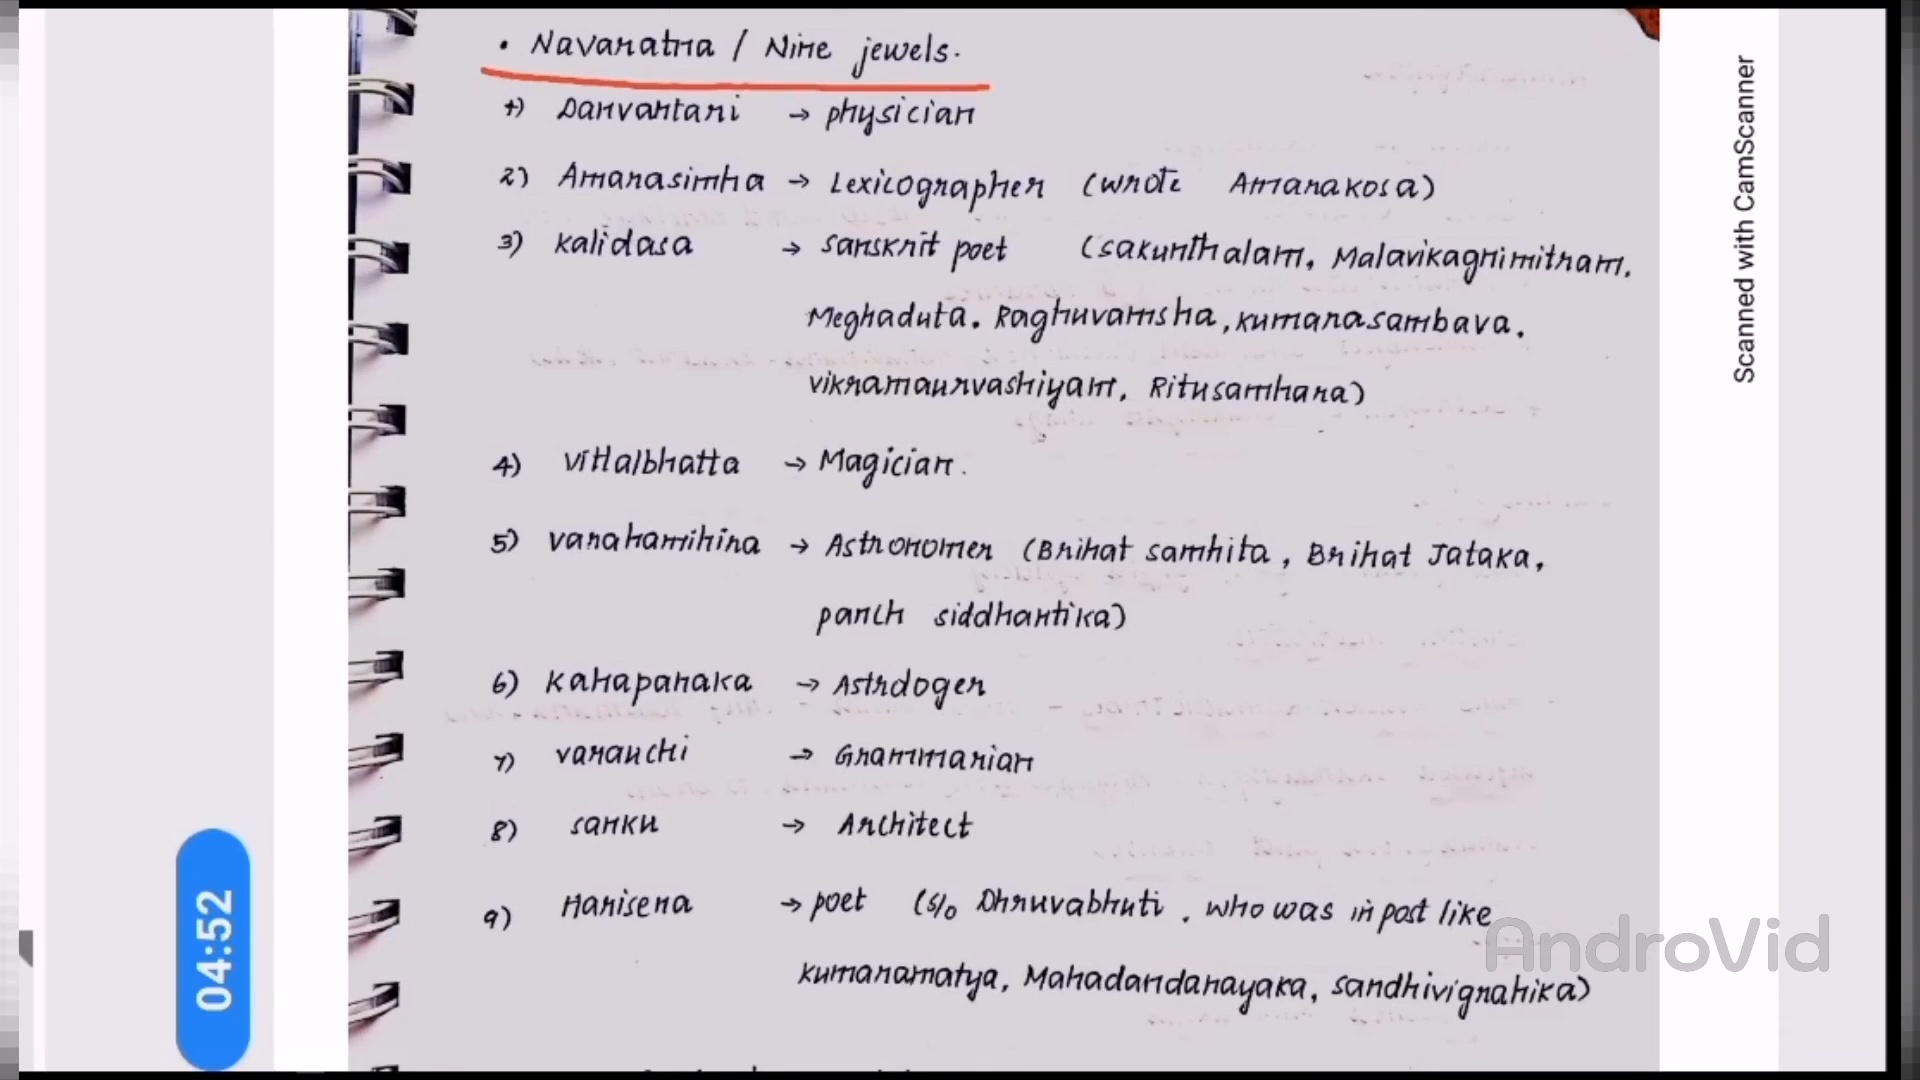 • Navaratna / Nine jewels.
1) Danvantari → physician
2) Amarasimha → Lexicographer (wrote Amarakosa)
3) Kalidasa → Sanskrit poet (Sakunthalam, Malavikagnimitram.
Meghaduta. Raghuvamsha, Kumarasambava.
Vikramaurvashiyam, Ritusamhara)
4) Vittalbhatta → Magician.
5) Varahamihira → Astronomer (Brihat samhita, Brihat Jataka,
panch siddhantika)
6) Kahapanaka → Astrologer
7) Varauchi → Grammarian
8) Sanku → Architect
9) Harisena → poet (s/o Dhruvabhuti. who was in post like
Kumaramatya, Mahadandanayaka, Sandhivigrahika)
Scanned with CamScanner
04:52
AndroVid